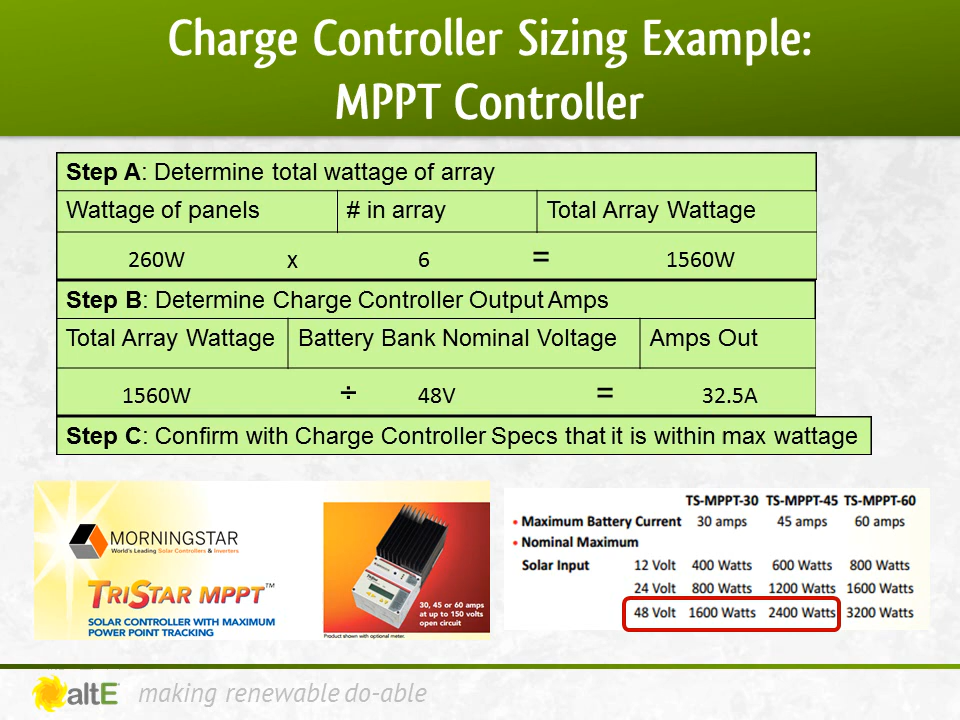 Charge Controller Sizing Example:
MPPT Controller
Step A: Determine total wattage of array
Wattage of panels # in array Total Array Wattage
260W x 6 = 1560W
Step B: Determine Charge Controller Output Amps
Total Array Wattage Battery Bank Nominal Voltage Amps Out
1560W ÷ 48V = 32.5A
Step C: Confirm with Charge Controller Specs that it is within max wattage
MORNINGSTAR
World's Leading Solar Controllers & Inverters
TRISTAR MPPT™
SOLAR CONTROLLER WITH MAXIMUM
POWER POINT TRACKING
30, 45 or 60 amps
at up to 150 volts
open circuit
Product shown with optional meter.
TS-MPPT-30 TS-MPPT-45 TS-MPPT-60
• Maximum Battery Current 30 amps 45 amps 60 amps
• Nominal Maximum
Solar Input 12 Volt 400 Watts 600 Watts 800 Watts
24 Volt 800 Watts 1200 Watts 1600 Watts
48 Volt 1600 Watts 2400 Watts 3200 Watts
altE making renewable do-able